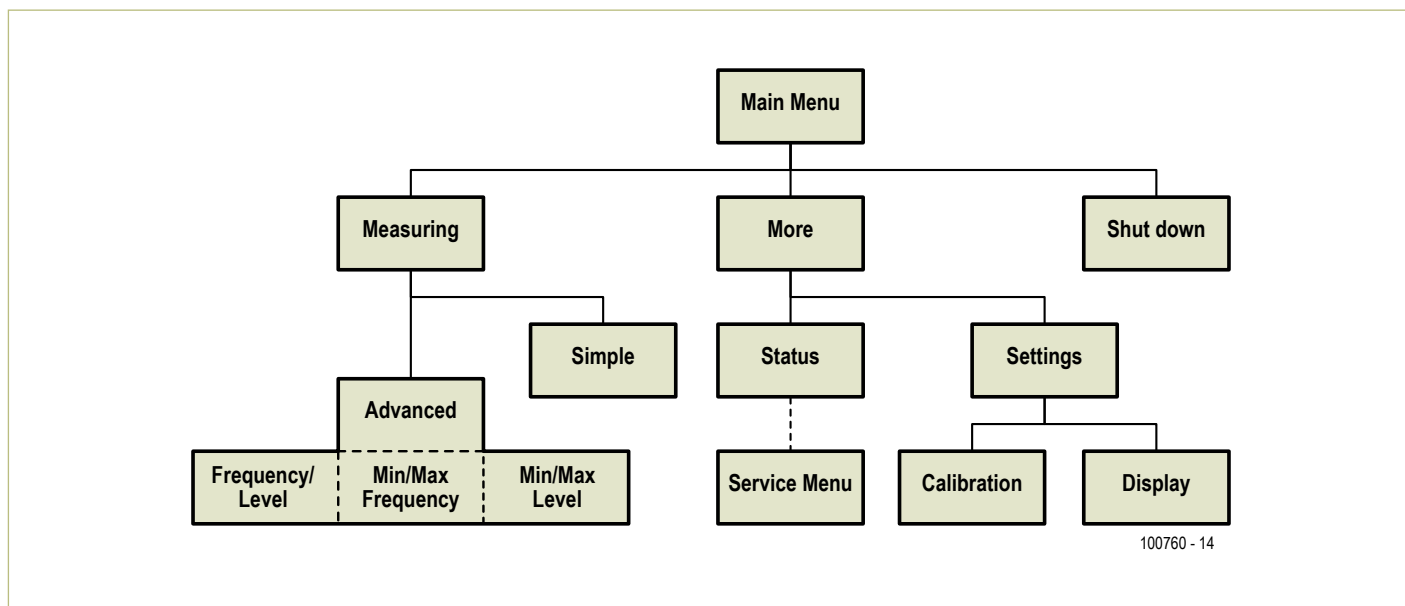 Main Menu
Measuring
More
Shut down
Simple
Status
Settings
Advanced
Frequency/
Level
Min/Max
Frequency
Min/Max
Level
Service Menu
Calibration
Display
100760 - 14